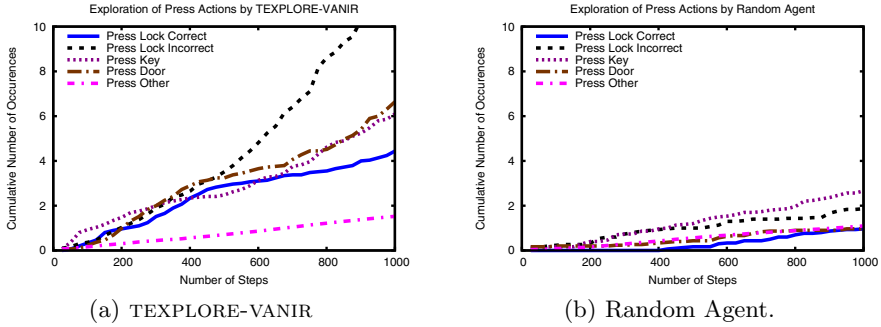 Exploration of Press Actions by TEXPLORE-VANIR
Cumulative Number of Occurrences
10
8
6
4
2
0
Press Lock Correct
Press Lock Incorrect
Press Key
Press Door
Press Other
0 200 400 600 800 1000
Number of Steps
(a) TEXPLORE-VANIR
Exploration of Press Actions by Random Agent
Cumulative Number of Occurrences
10
8
6
4
2
0
Press Lock Correct
Press Lock Incorrect
Press Key
Press Door
Press Other
0 200 400 600 800 1000
Number of Steps
(b) Random Agent.